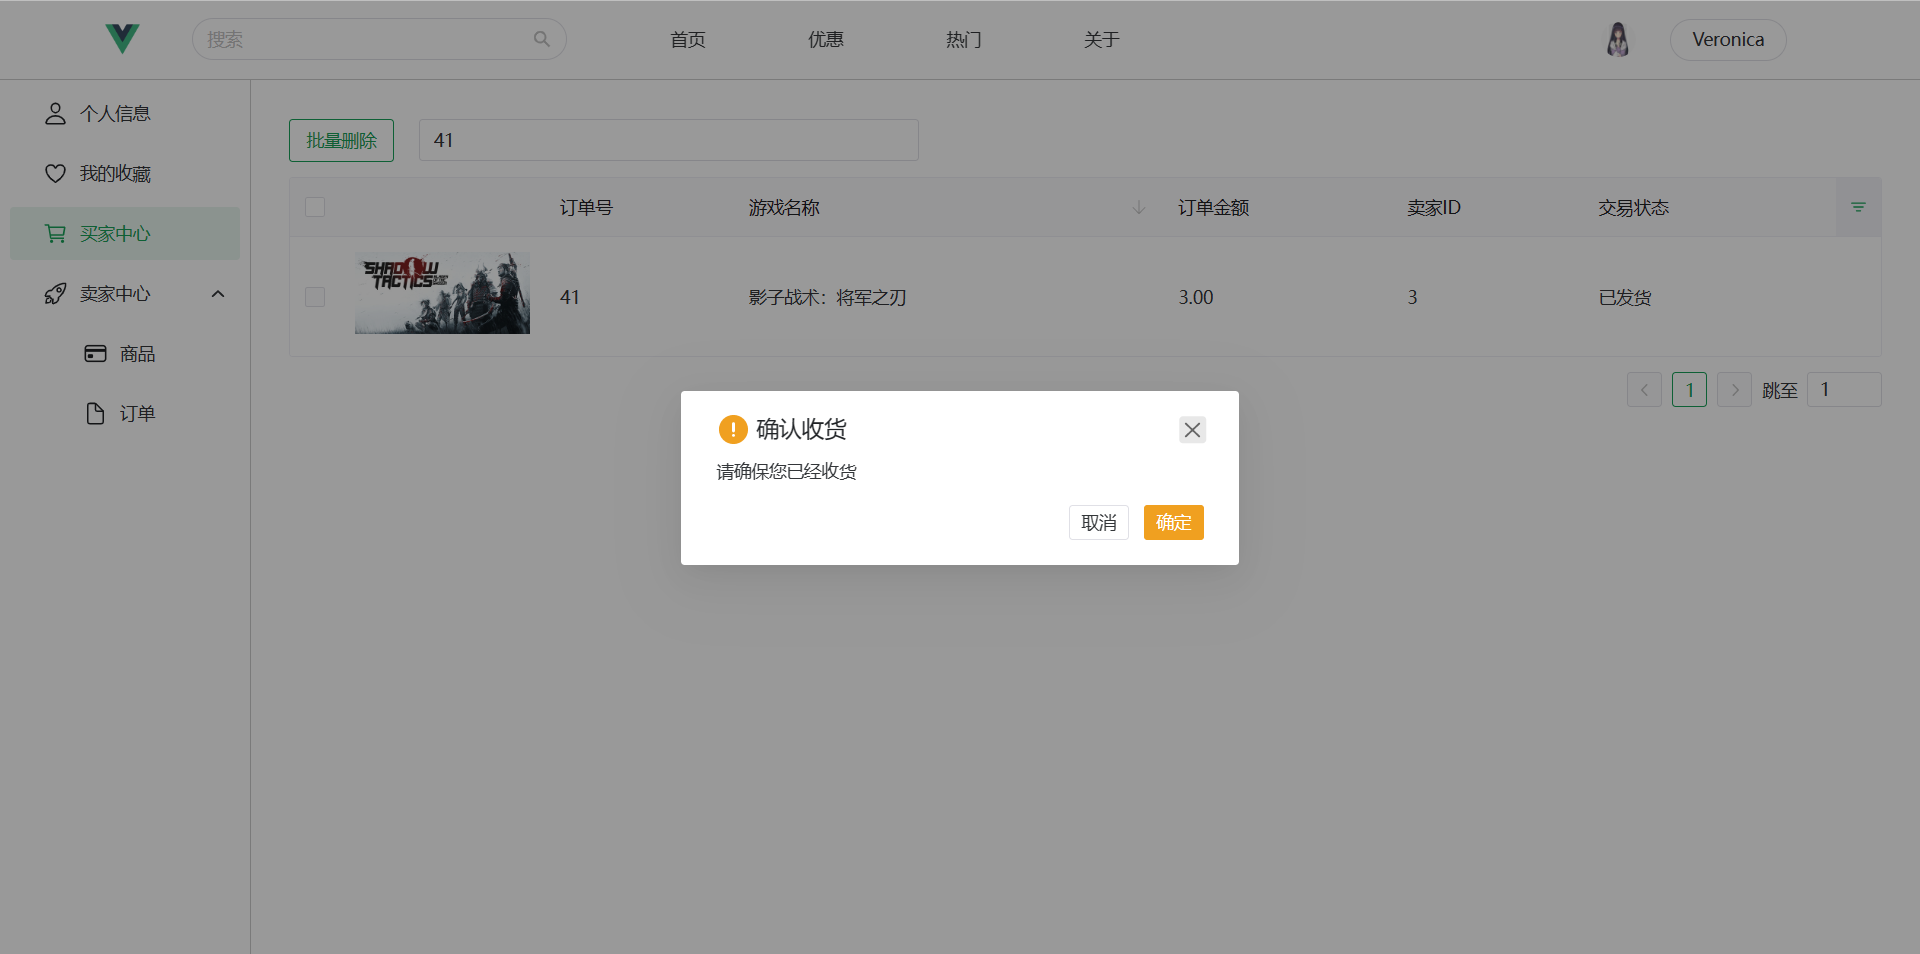 搜索
首页
优惠
热门
关于
Veronica
个人信息
我的收藏
买家中心
卖家中心
商品
订单
批量删除
41
订单号
游戏名称
订单金额
卖家ID
交易状态
SHADOW
TACTICS
41
影子战术：将军之刃
3.00
3
已发货
1
跳至
1
确认收货
请确保您已经收货
取消
确定